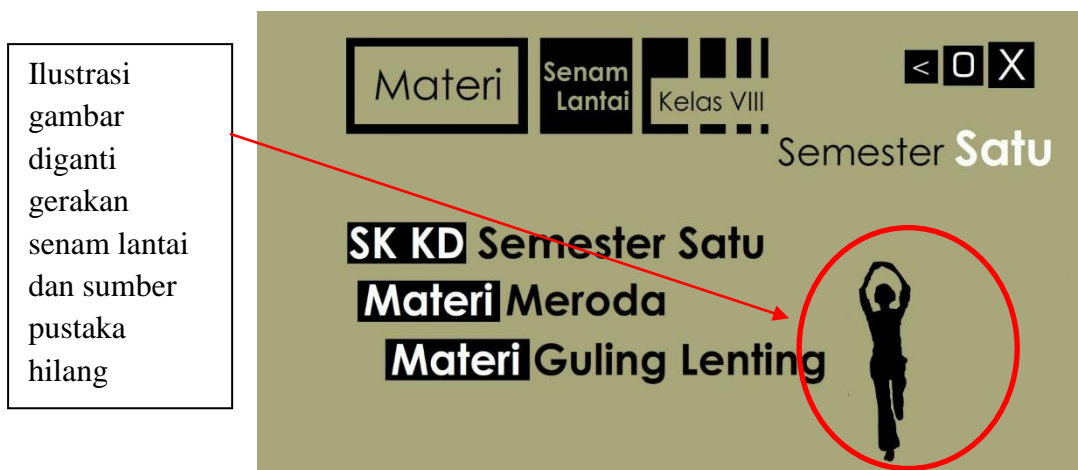 Ilustrasi
gambar
diganti
gerakan
senam lantai
dan sumber
pustaka
hilang
Materi
Senam
Lantai
Kelas VIII
< O X
Semester Satu
SK KD Semester Satu
Materi Meroda
Materi Guling Lenting